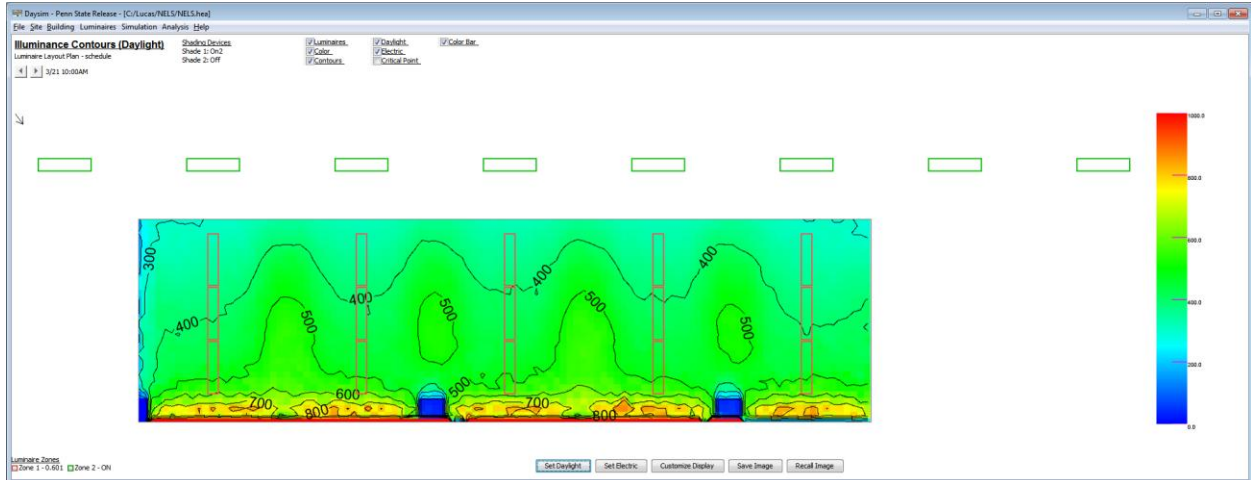 Daysim - Penn State Release - [C:/Lucas/NELS/NELS.hea]
File Site Building Luminaires Simulation Analysis Help
Illuminance Contours (Daylight)
Luminaire Layout Plan - schedule
3/21 10:00AM
Shading Devices
Shade 1: On2
Shade 2: Off
Luminaires Daylight Color Bar
Color Electric
Contours Critical Point
1000.0
800.0
600.0
400.0
200.0
0.0
300
400
400
400
400
500
500
500
500
500
600
700
800
700
800
Luminaire Zones
Zone 1 - 0.601 Zone 2 - ON
Set Daylight Set Electric Customize Display Save Image Recall Image